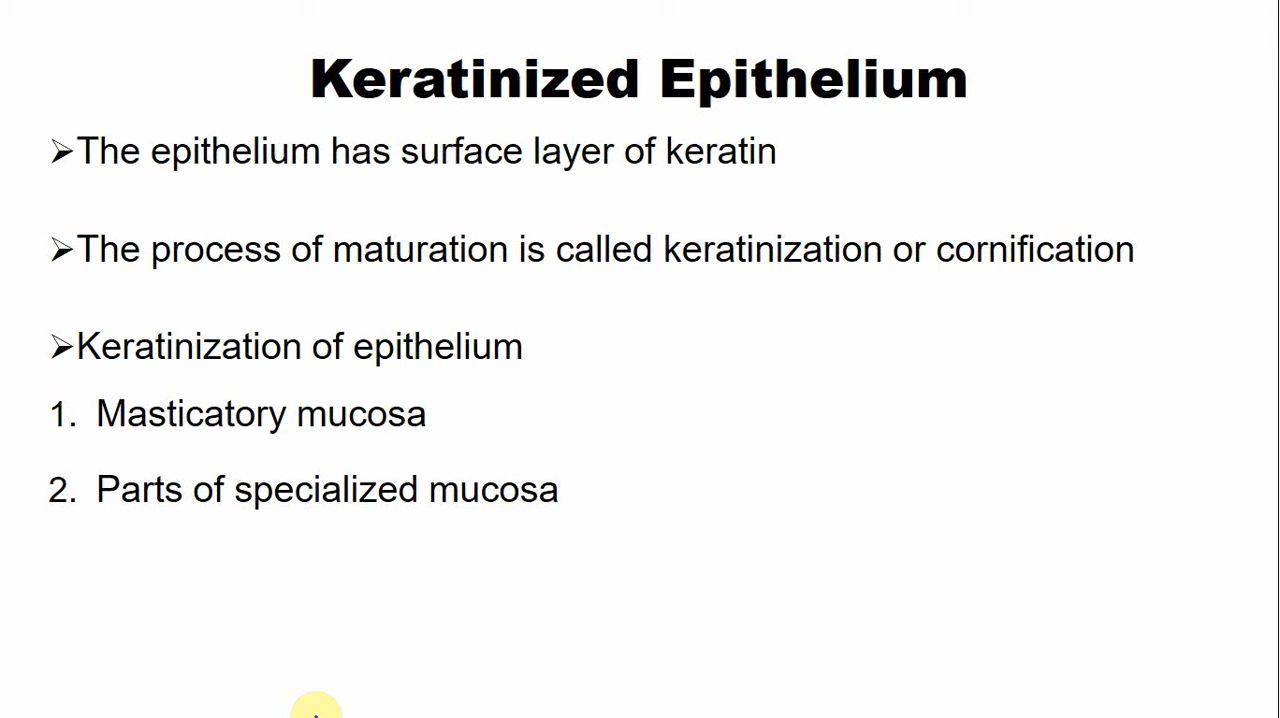 Keratinized Epithelium
➢The epithelium has surface layer of keratin
➢The process of maturation is called keratinization or cornification
➢Keratinization of epithelium
1. Masticatory mucosa
2. Parts of specialized mucosa